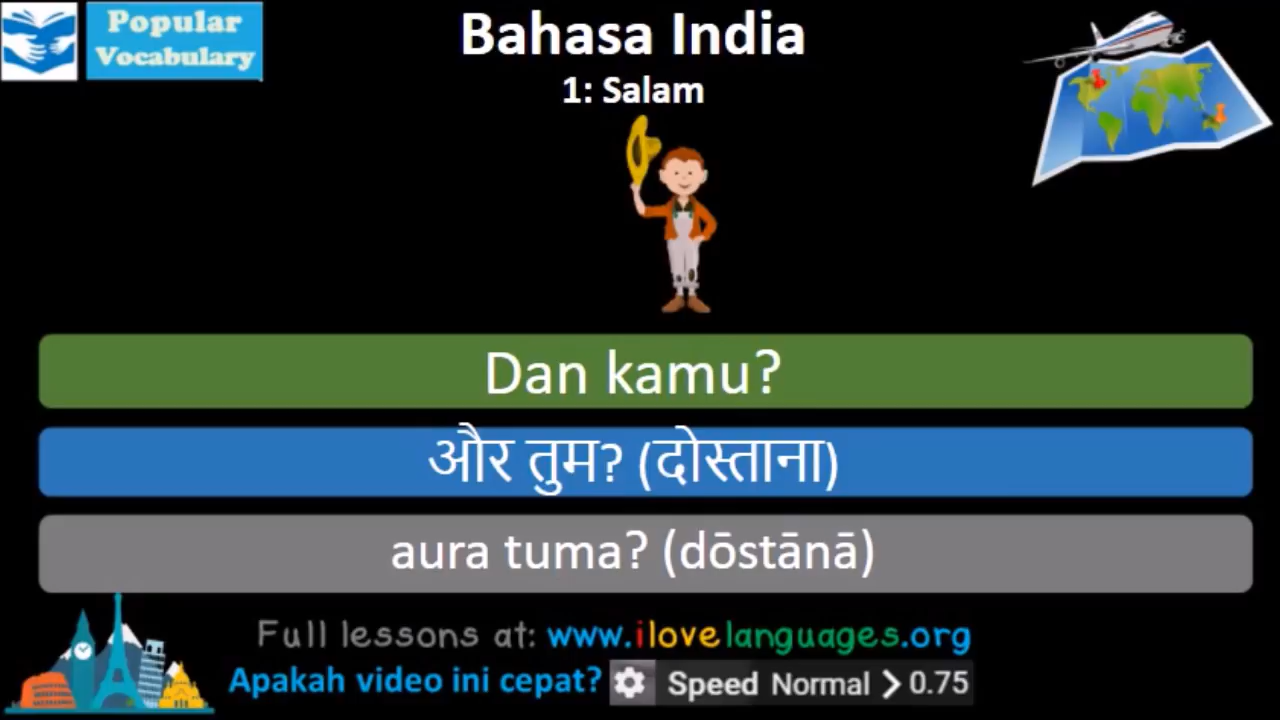 Popular
Vocabulary
Bahasa India
1: Salam
Dan kamu?
और तुम? (दोस्ताना)
aura tuma? (dōstānā)
Full lessons at: www.ilovelanguages.org
Apakah video ini cepat? Speed Normal > 0.75